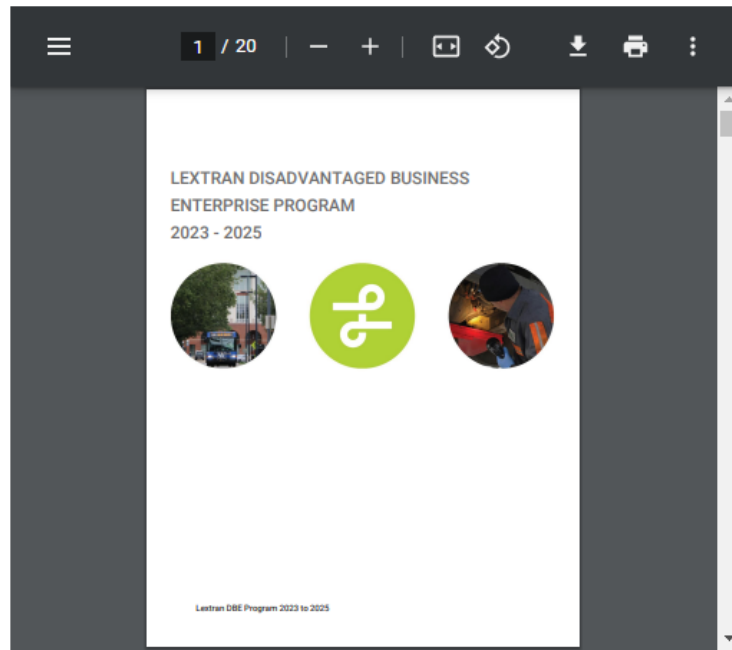 1 / 20
LEXTRAN DISADVANTAGED BUSINESS
ENTERPRISE PROGRAM
2023 - 2025
Lextran DBE Program 2023 to 2025